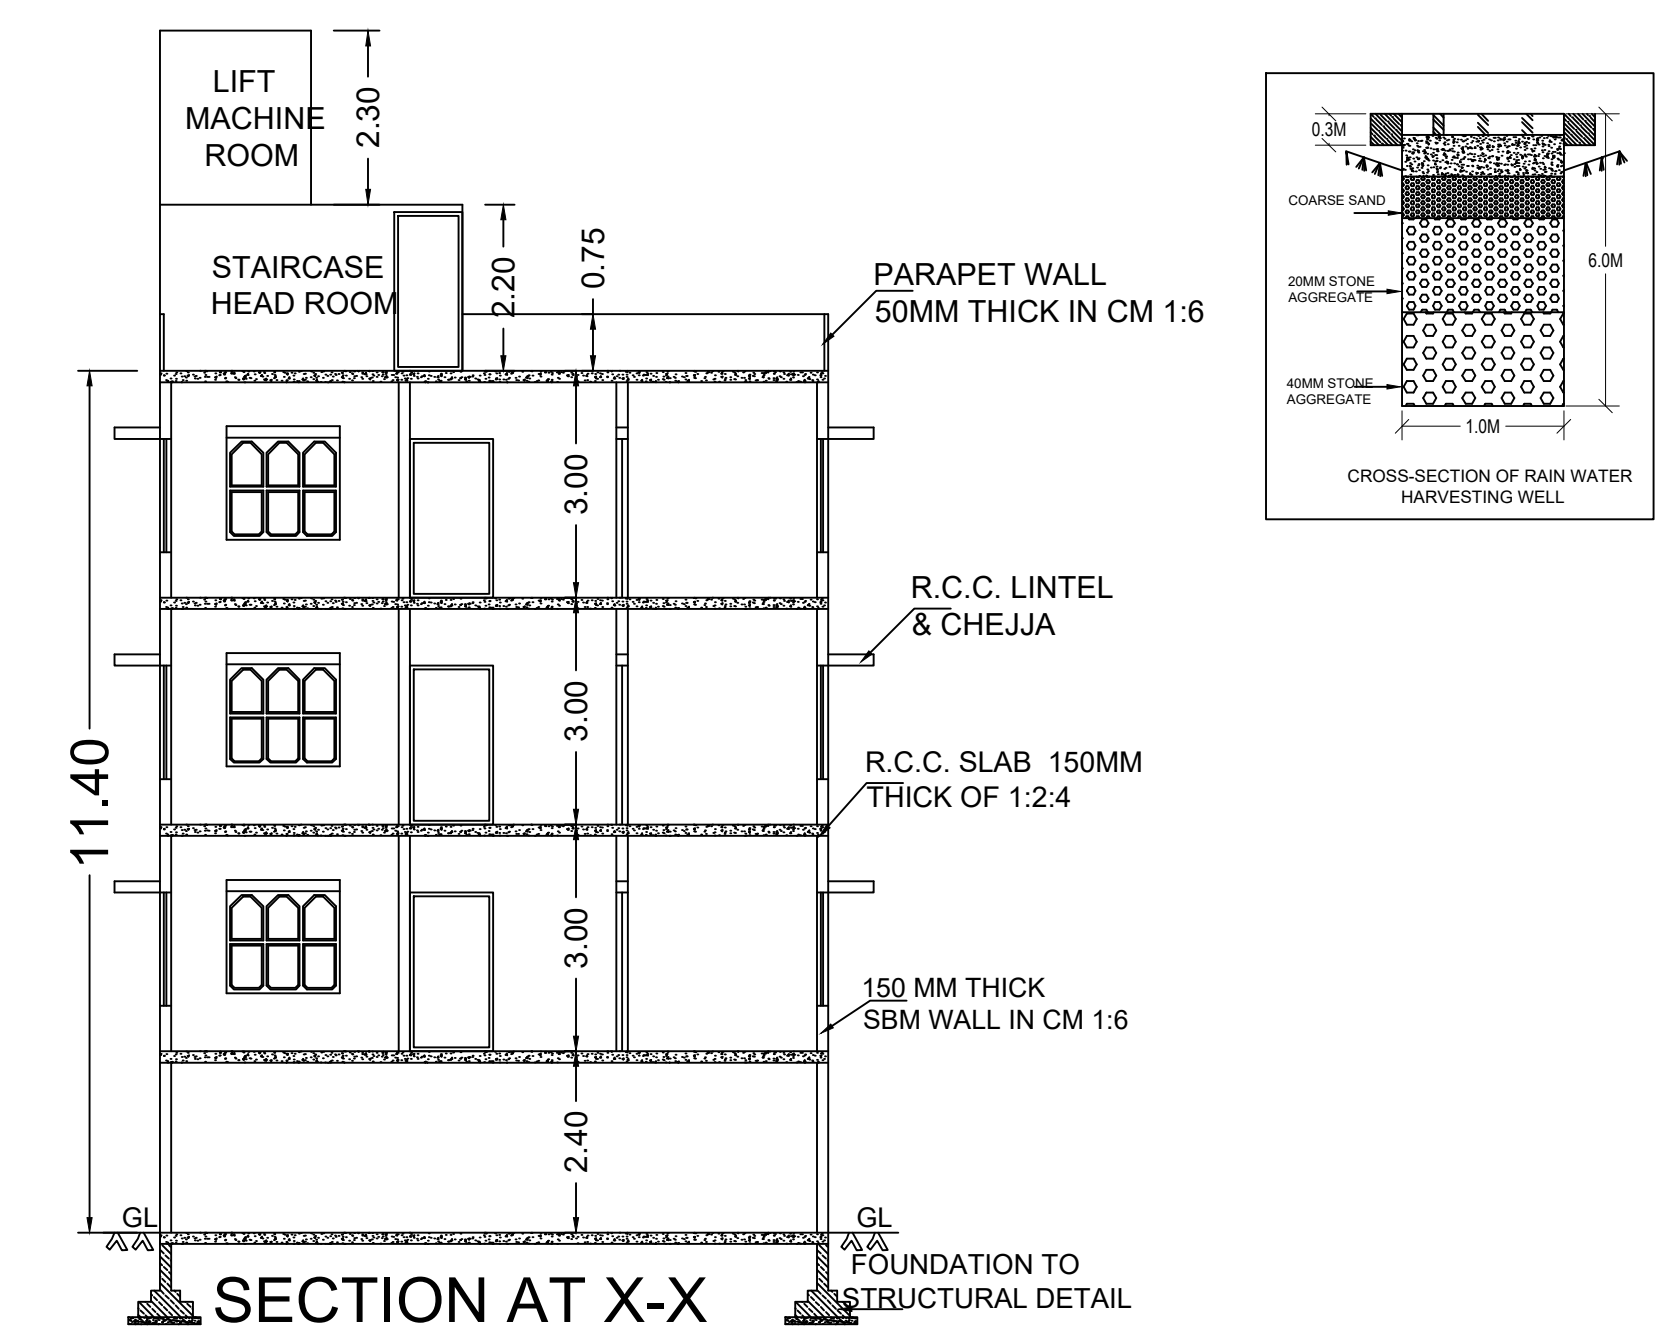 LIFT
MACHINE
ROOM
2.30
STAIRCASE
HEAD ROOM
2.20
0.75
PARAPET WALL
50MM THICK IN CM 1:6
3.00
R.C.C. LINTEL
& CHEJJA
3.00
11.40
R.C.C. SLAB 150MM
THICK OF 1:2:4
3.00
150 MM THICK
SBM WALL IN CM 1:6
2.40
GL
GL
FOUNDATION TO
STRUCTURAL DETAIL
SECTION AT X-X
0.3M
COARSE SAND
6.0M
20MM STONE
AGGREGATE
40MM STONE
AGGREGATE
1.0M
CROSS-SECTION OF RAIN WATER
HARVESTING WELL